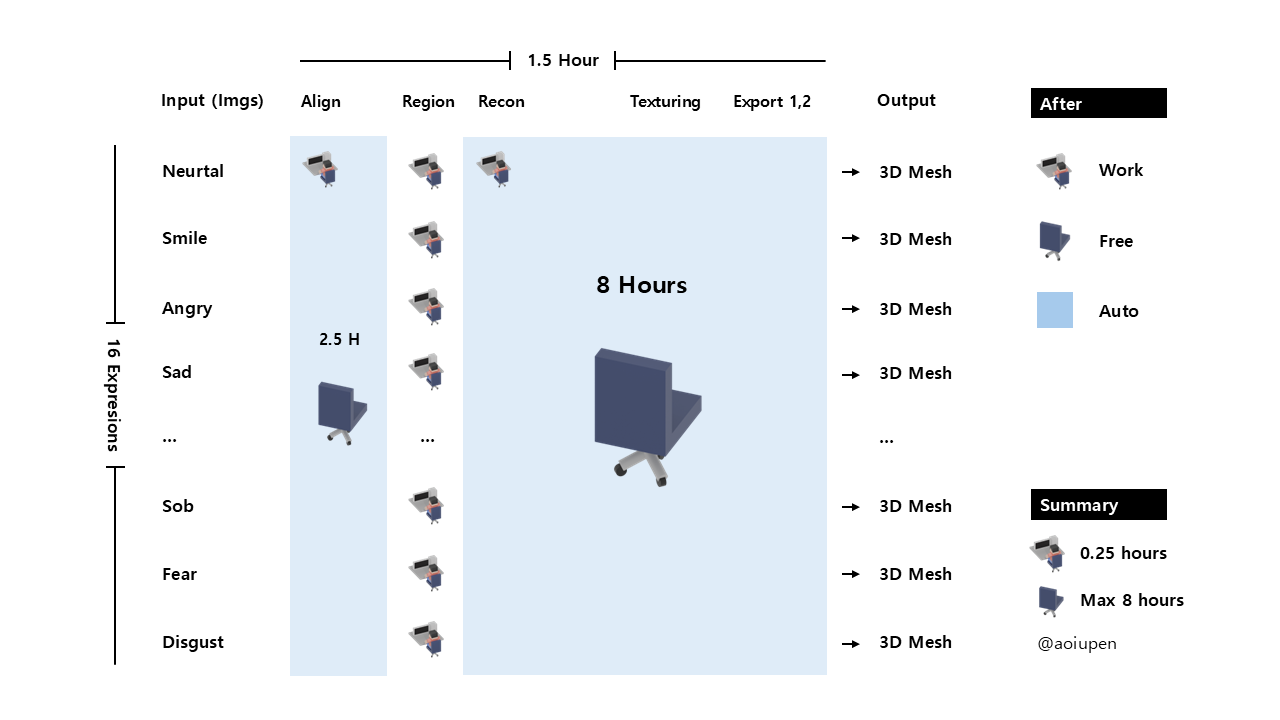 1.5 Hour
Input (Imgs) Align Region Recon Texturing Export 1,2 Output After
Neurtal 3D Mesh Work
Smile 3D Mesh Free
8 Hours
Angry 3D Mesh Auto
2.5 H
16 Expresions
Sad 3D Mesh
... ... ...
Sob 3D Mesh Summary
0.25 hours
Fear 3D Mesh
Max 8 hours
Disgust 3D Mesh @aoiupen